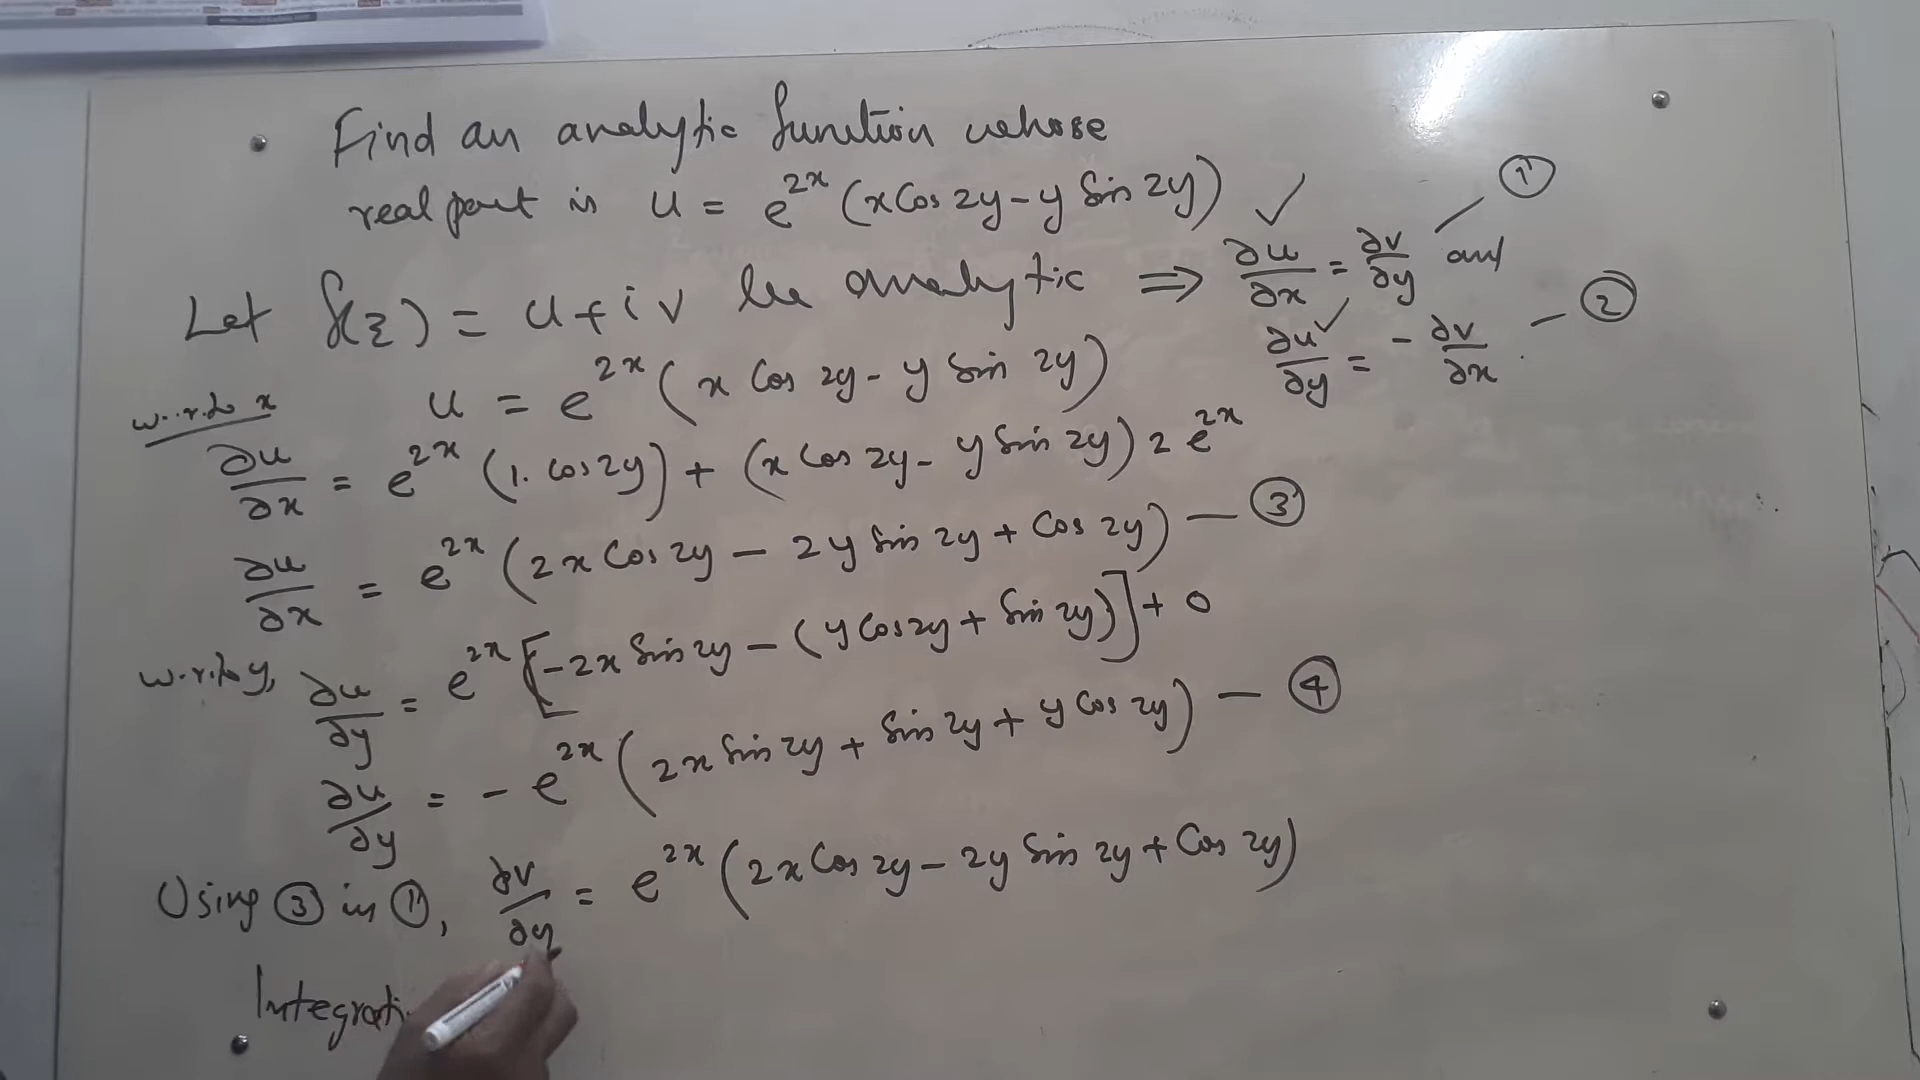 Find an analytic function whose
real part is u = e^{2x} (x Cos 2y - y Sin 2y) ✓
Let f(z) = u + iv be analytic ⇒ ∂u/∂x = ∂v/∂y and — ①
∂u/∂y ✓ = - ∂v/∂x . — ②
u = e^{2x} (x Cos 2y - y Sin 2y)
w.r.to x
∂u/∂x = e^{2x} (1. cos 2y) + (x Cos 2y - y Sin 2y) 2 e^{2x}
∂u/∂x = e^{2x} (2x Cos 2y - 2y Sin 2y + Cos 2y) — ③
w.r.to y, ∂u/∂y = e^{2x} [-2x Sin 2y - (y Cos 2y + Sin 2y)] + 0
∂u/∂y = - e^{2x} (2x Sin 2y + Sin 2y + y Cos 2y) — ④
Using ③ in ①, ∂v/∂y = e^{2x} (2x Cos 2y - 2y Sin 2y + Cos 2y)
Integrati